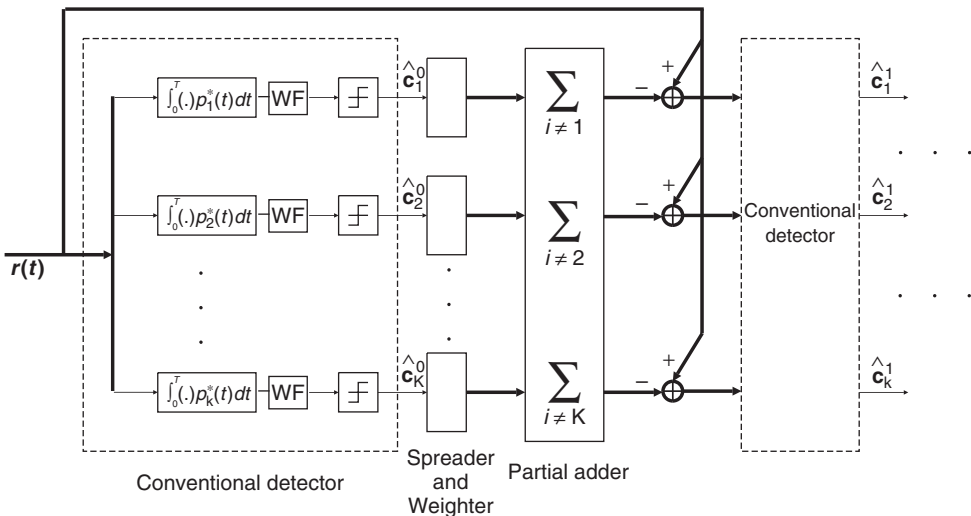 ∫₀ᵀ(.)p₁*(t)dt WF ĉ₁⁰ ∑ i ≠ 1 − + ĉ₁¹
. . .
∫₀ᵀ(.)p₂*(t)dt WF ĉ₂⁰ ∑ i ≠ 2 − + ĉ₂¹
Conventional
detector
r(t)
. . .
∫₀ᵀ(.)pₖ*(t)dt WF ĉ_K⁰ ∑ i ≠ K − + ĉₖ¹
Conventional detector
Spreader
and
Weighter
Partial adder